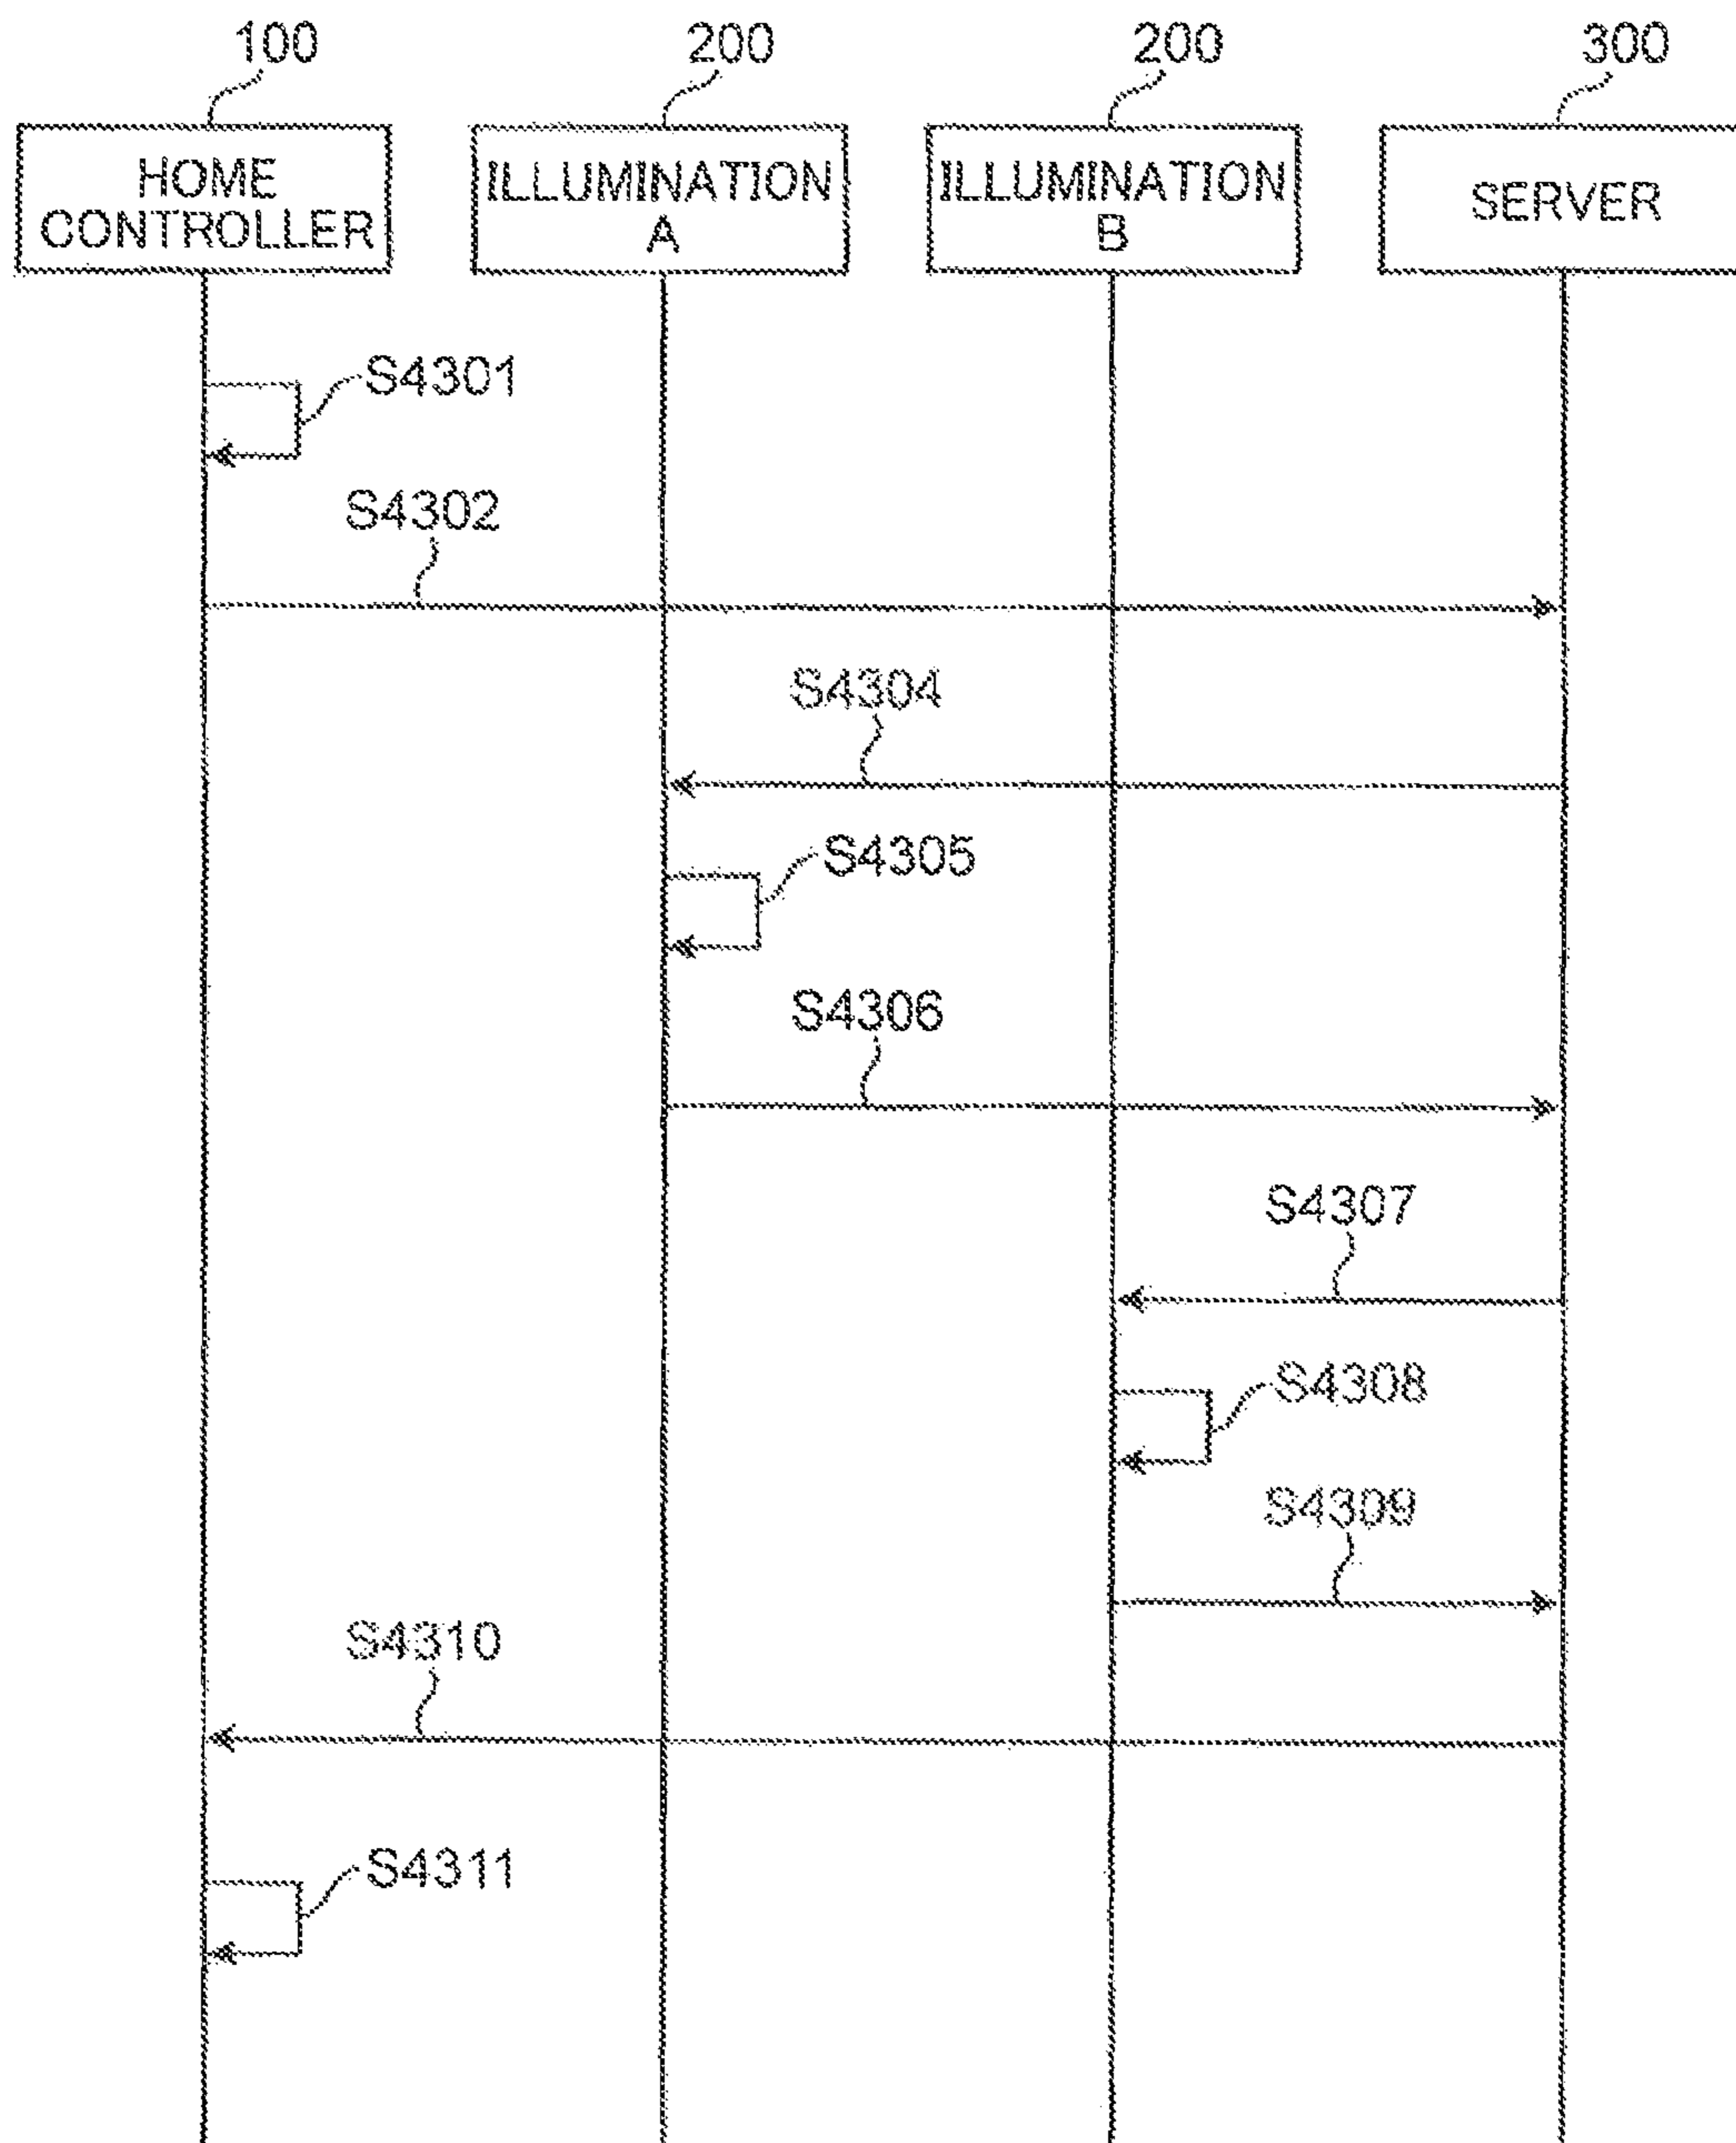 100
200
200
300
HOME
CONTROLLER
ILLUMINATION
A
ILLUMINATION
B
SERVER
S4301
S4302
S4304
S4305
S4306
S4307
S4308
S4309
S4310
S4311